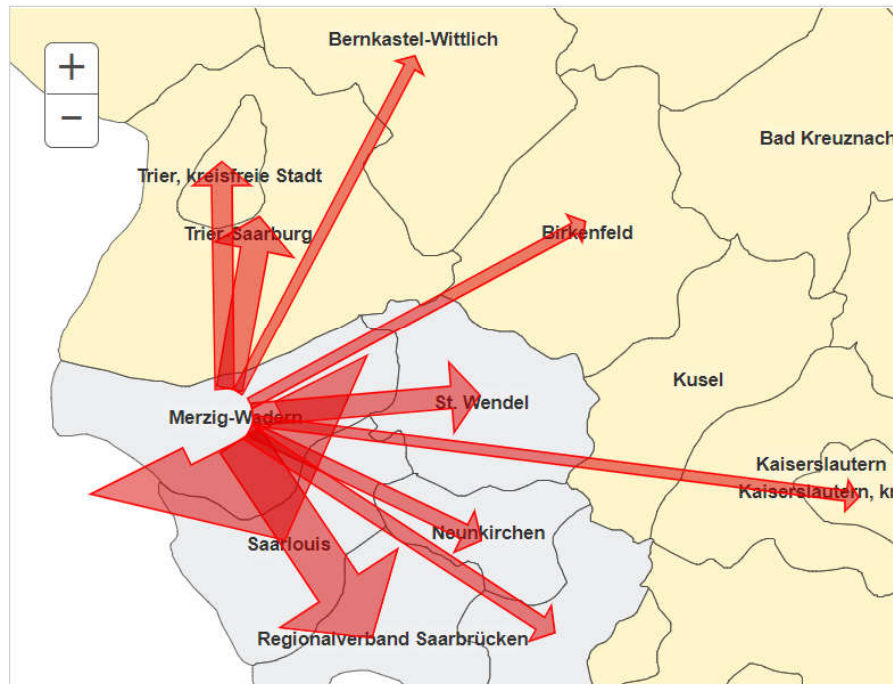 Bernkastel-Wittlich
+
−
Bad Kreuznach
Trier, kreisfreie Stadt
Trier-Saarburg
Birkenfeld
Kusel
St. Wendel
Merzig-Wadern
Kaiserslautern
Kaiserslautern, kr
Neunkirchen
Saarlouis
Regionalverband Saarbrücken